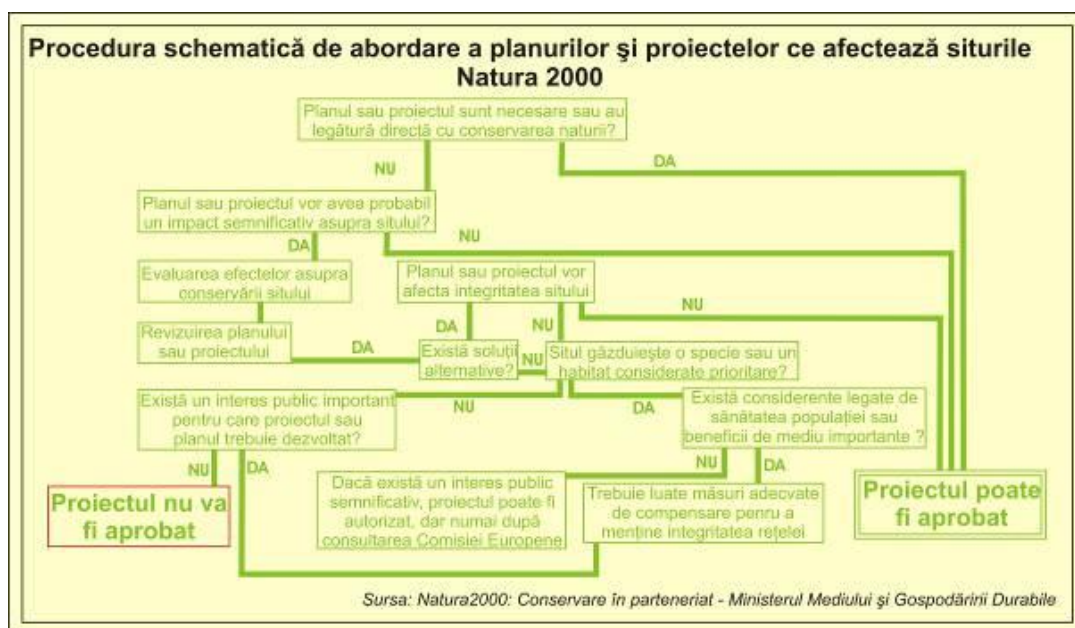 Procedura schematică de abordare a planurilor şi proiectelor ce afectează siturile
Natura 2000
Planul sau proiectul sunt necesare sau au
legătură directă cu conservarea naturii?
NU
DA
Planul sau proiectul vor avea probabil
un impact semnificativ asupra sitului?
DA
NU
Evaluarea efectelor asupra
conservării sitului
Planul sau proiectul vor
afecta integritatea sitului
Revizuirea planului
sau proiectului
DA
DA
NU
NU
Există soluţii
alternative?
NU
Situl găzduieşte o specie sau un
habitat considerate prioritare?
Există un interes public important
pentru care proiectul sau
planul trebuie dezvoltat?
NU
DA
Există considerente legate de
sănătatea populaţiei sau
beneficii de mediu importante ?
NU
DA
NU
DA
Proiectul nu va
fi aprobat
Dacă există un interes public
semnificativ, proiectul poate fi
autorizat, dar numai după
consultarea Comisiei Europene
Trebuie luate măsuri adecvate
de compensare penru a
menţine integritatea reţelei
Proiectul poate
fi aprobat
Sursa: Natura2000: Conservare în parteneriat - Ministerul Mediului şi Gospodăririi Durabile